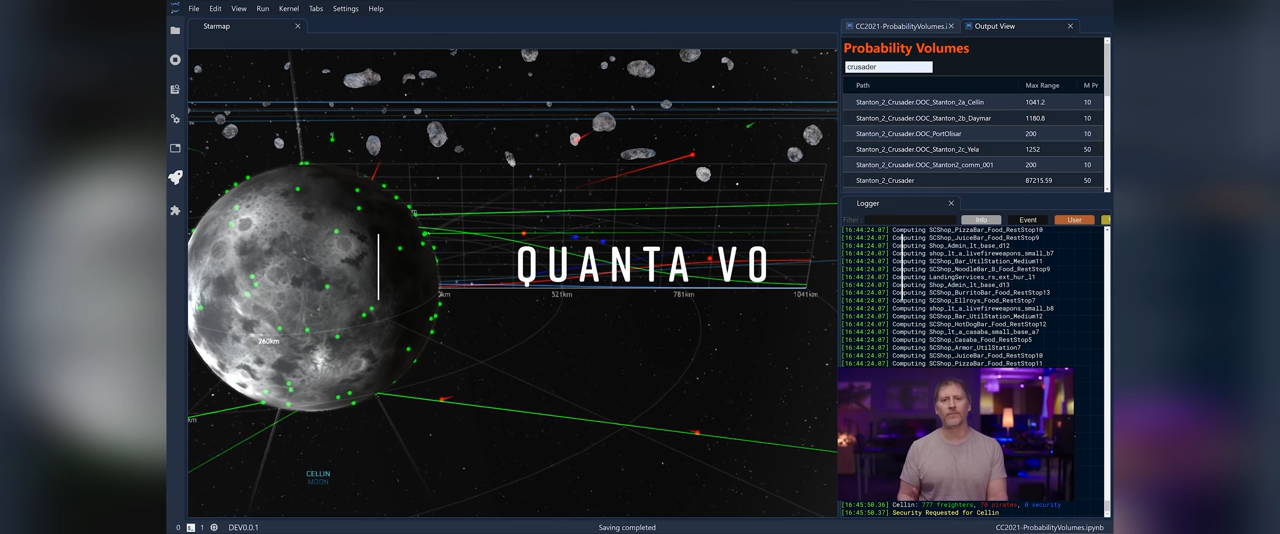 File Edit View Run Kernel Tabs Settings Help
Starmap
CC2021-ProbabilityVolumes.i
Output View
Probability Volumes
crusader
Path Max Range M Pr
Stanton_2_Crusader.OOC_Stanton_2a_Cellin 1041.2 10
Stanton_2_Crusader.OOC_Stanton_2b_Daymar 1180.8 10
Stanton_2_Crusader.OOC_PortOlisar 200 10
Stanton_2_Crusader.OOC_Stanton_2c_Yela 1252 50
Stanton_2_Crusader.OOC_Stanton2_comm_001 200 10
Stanton_2_Crusader 87215.59 50
Logger
Filter: Info Event User
[16:44:24.07] Computing SCShop_PizzaBar_Food_RestStop10
[16:44:24.07] Computing SCShop_JuiceBar_Food_RestStop9
[16:44:24.07] Computing Shop_Admin_lt_base_d12
[16:44:24.07] Computing shop_lt_a_livefireweapons_small_b7
[16:44:24.07] Computing SCShop_Bar_UtilStation_Medium11
[16:44:24.07] Computing SCShop_NoodleBar_B_Food_RestStop9
[16:44:24.07] Computing LandingServices_rs_ext_hur_l1
[16:44:24.07] Computing Shop_Admin_lt_base_d13
[16:44:24.07] Computing SCShop_BurritoBar_Food_RestStop13
[16:44:24.07] Computing SCShop_Ellroys_Food_RestStop7
[16:44:24.07] Computing shop_lt_a_livefireweapons_small_b8
[16:44:24.07] Computing SCShop_Bar_UtilStation_Medium12
[16:44:24.07] Computing SCShop_HotDogBar_Food_RestStop12
[16:44:24.07] Computing Shop_lt_a_casaba_small_base_a7
[16:44:24.07] Computing SCShop_Casaba_Food_RestStop5
[16:44:24.07] Computing SCShop_Armor_UtilStation7
[16:44:24.07] Computing SCShop_JuiceBar_Food_RestStop10
[16:44:24.07] Computing SCShop_PizzaBar_Food_RestStop11
QUANTA VO
260km
521km 781km 1041km
km
CELLIN
MOON
[16:45:50.36] Cellin: 777 freighters, 70 pirates, 0 security
[16:45:50.37] Security Requested for Cellin
0 1 DEV0.0.1
Saving completed
CC2021-ProbabilityVolumes.ipynb